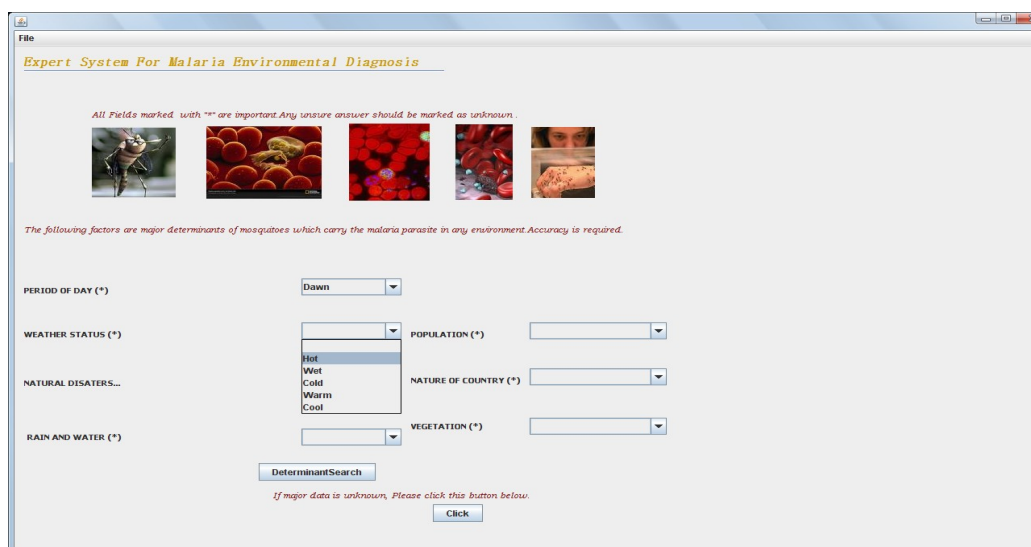 File
Expert System For Malaria Environmental Diagnosis
All Fields marked with "*" are important.Any unsure answer should be marked as unknown .
The following factors are major determinants of mosquitoes which carry the malaria parasite in any environment.Accuracy is required.
PERIOD OF DAY (*)
Dawn
WEATHER STATUS (*)
POPULATION (*)
Hot
Wet
Cold
Warm
Cool
NATURAL DISATERS...
NATURE OF COUNTRY (*)
RAIN AND WATER (*)
VEGETATION (*)
DeterminantSearch
If major data is unknown, Please click this button below.
Click